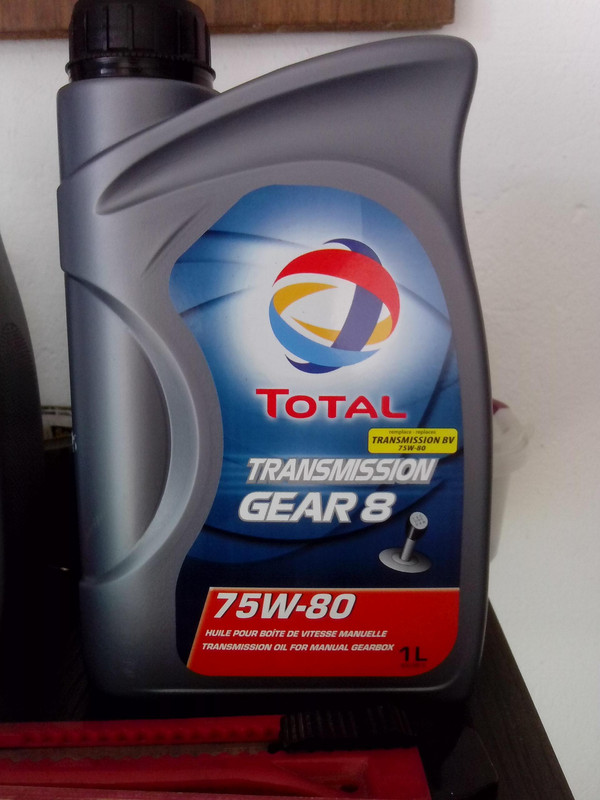 TOTAL
remplace - replaces
TRANSMISSION BV
75W-80
TRANSMISSION
GEAR 8
75W-80
HUILE POUR BOÎTE DE VITESSE MANUELLE
TRANSMISSION OIL FOR MANUAL GEARBOX
1L